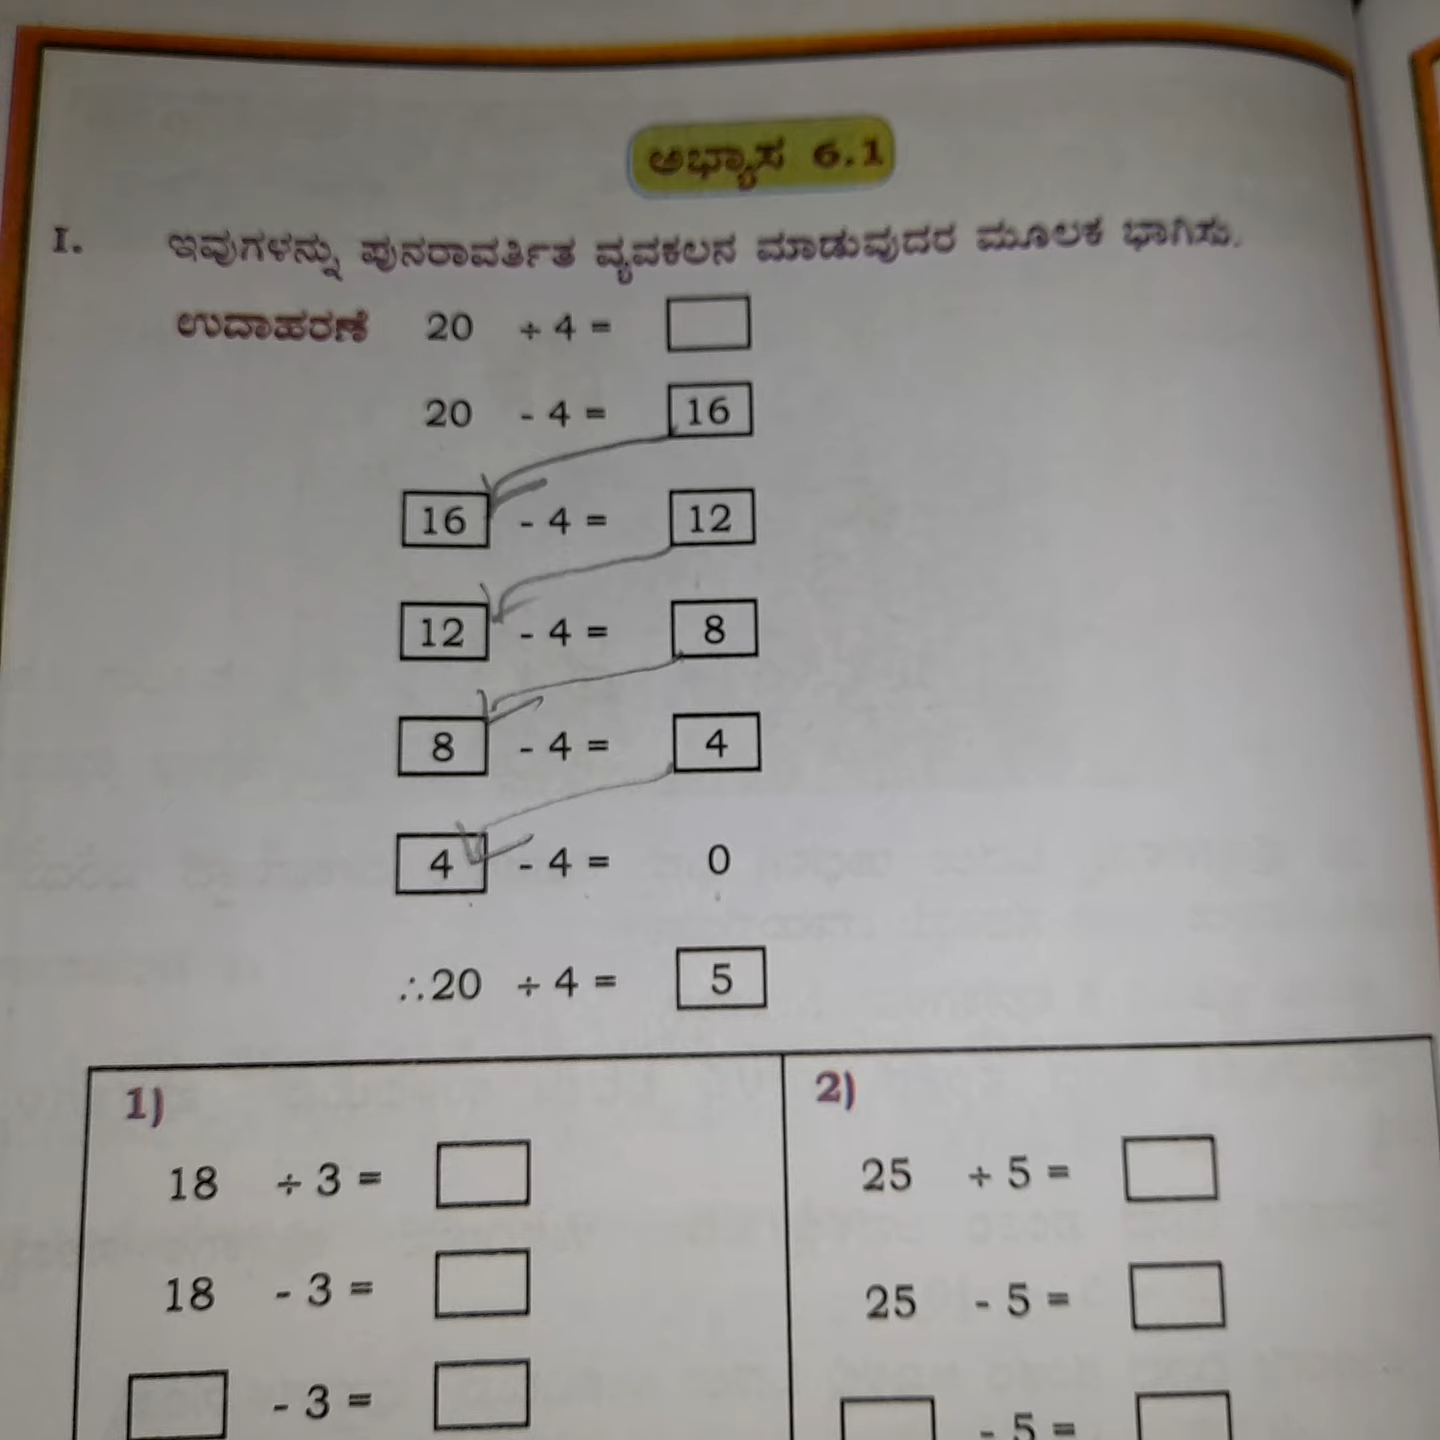 ಅಭ್ಯಾಸ 6.1
I. ಇವುಗಳನ್ನು ಪುನರಾವರ್ತಿತ ವ್ಯವಕಲನ ಮಾಡುವುದರ ಮೂಲಕ ಭಾಗಿಸು.
ಉದಾಹರಣೆ 20 ÷ 4 =
20 - 4 = 16
16 - 4 = 12
12 - 4 = 8
8 - 4 = 4
4 - 4 = 0
∴20 ÷ 4 = 5
1)
18 ÷ 3 =
18 - 3 =
- 3 =
2)
25 ÷ 5 =
25 - 5 =
- 5 =